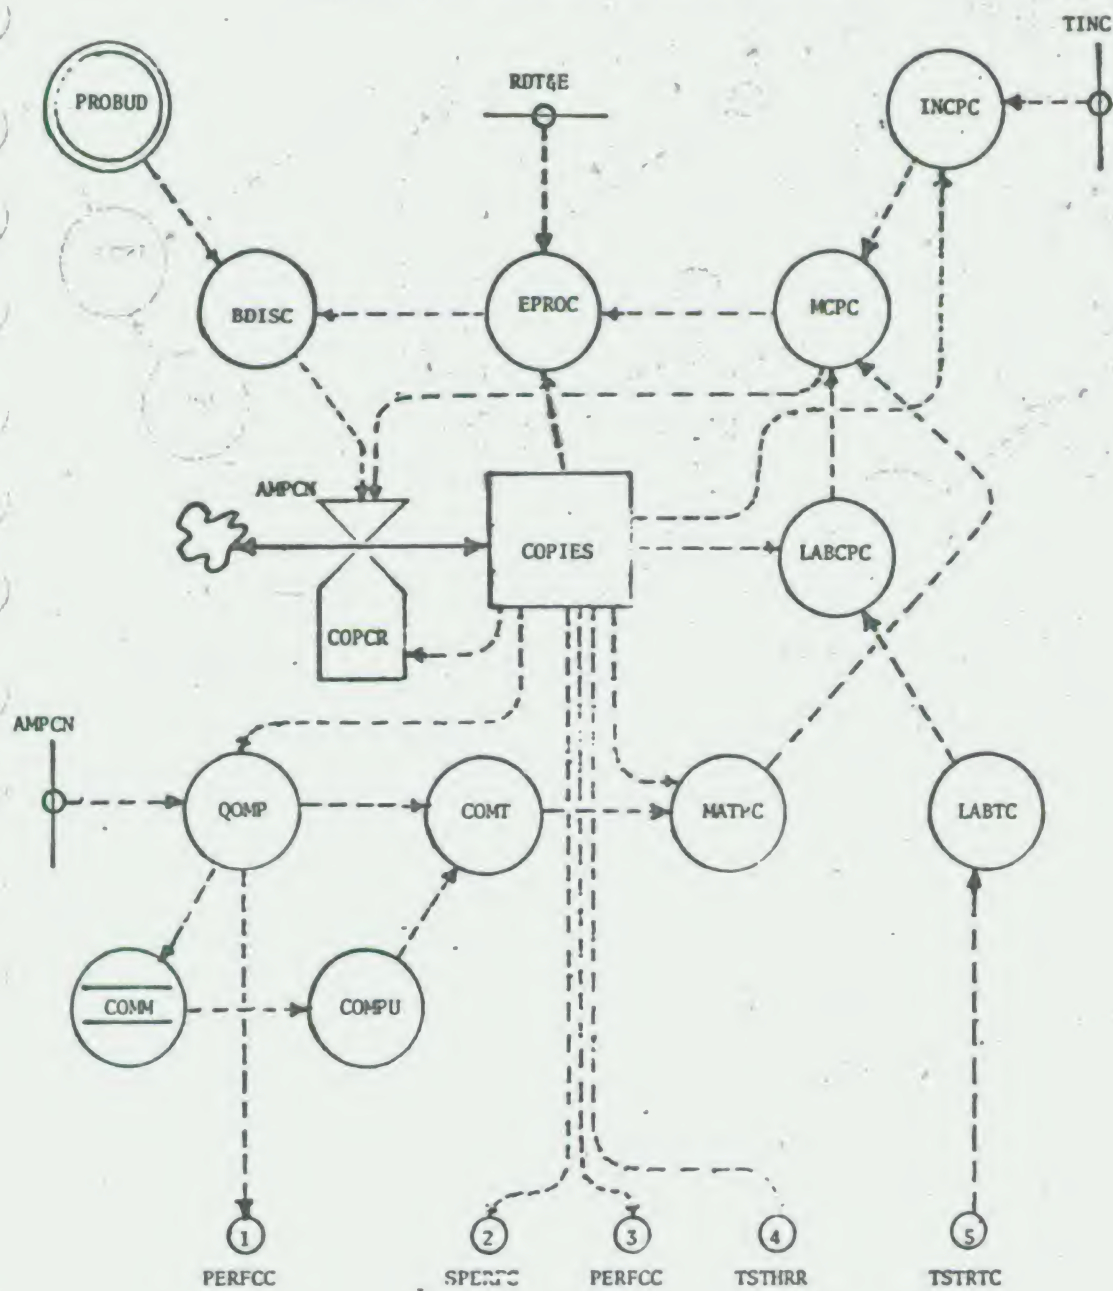 TINC
PROBUD
RDT&E
INCPC
BDISC
EPROC
MCPC
AMPCN
COPIES
LABCPC
COPCR
AMPCN
QOMP
COMT
MATPC
LABTC
COMM
COMPU
1
2
3
4
5
PERFCC
PERFCC
TSTHRR
TSTRTC